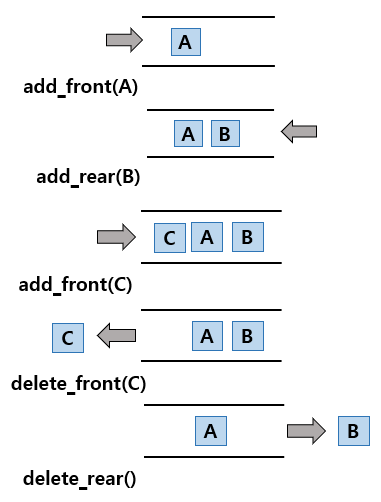 A
add_front(A)
A B
add_rear(B)
C A B
add_front(C)
C A B
delete_front(C)
A B
delete_rear()